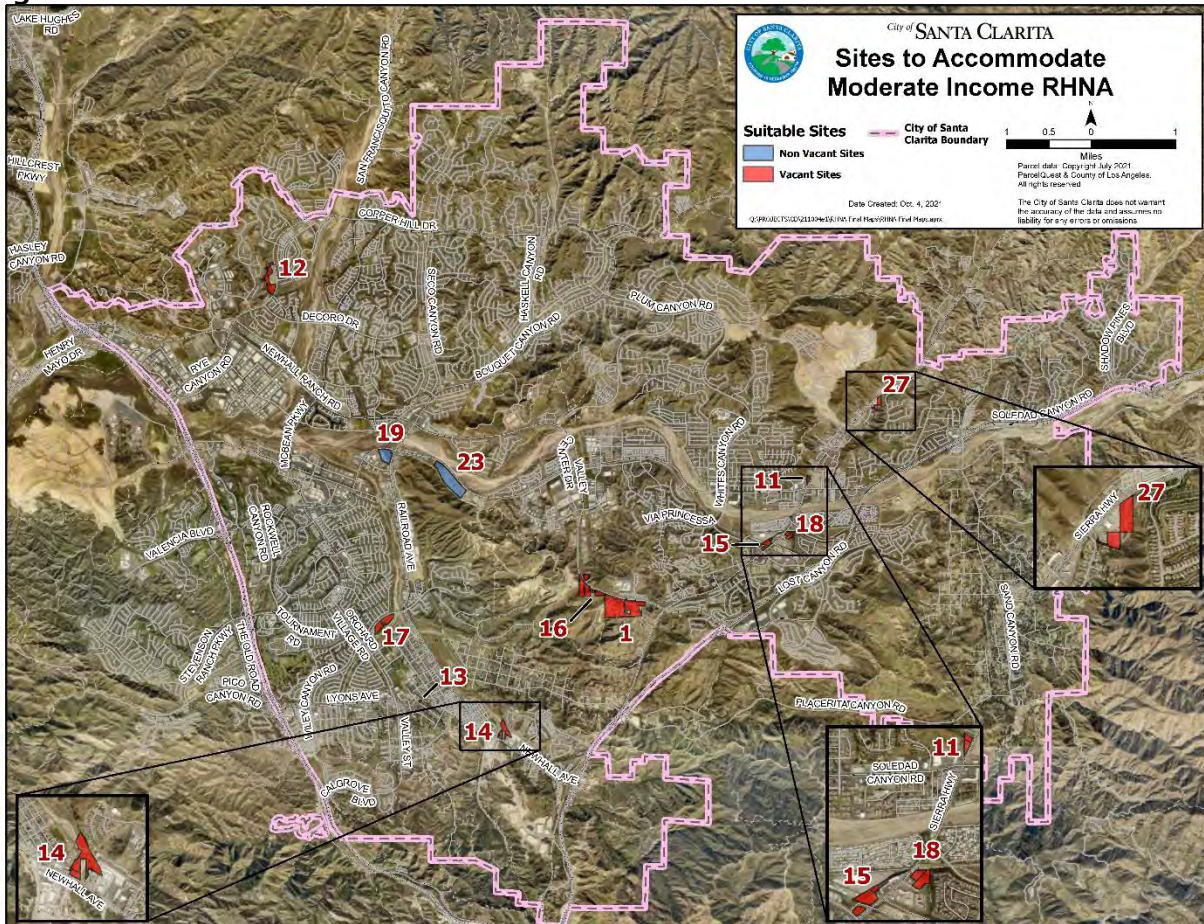 g
City of SANTA CLARITA
Sites to Accommodate
Moderate Income RHNA
Suitable Sites
Non Vacant Sites
Vacant Sites
City of Santa
Clarita Boundary
N
1 0.5 0 1
Miles
Parcel data: Copyright July 2021.
ParcelQuest & County of Los Angeles.
All rights reserved
The City of Santa Clarita does not warrant
the accuracy of the data and assumes no
liability for any errors or omissions.
Date Created: Oct. 4, 2021
LAKE HUGHES
RD
SAN FRANCISQUITO CANYON RD
HILLCREST
PKWY
COPPER HILL DR
HASLEY
CANYON RD
12
SECO CANYON
RD
HASKELL CANYON
RD
PLUM CANYON RD
DECORO DR
BOUQUET CANYON RD
SHADOW PINES
BLVD
HENRY
MAYO DR
RYE
CANYON RD
NEWHALL RANCH RD
27
SOLEDAD CANYON RD
MCBEAN PKWY
19
23
VALLEY
CENTER DR
WHITES CANYON RD
11
SIERRA HWY
27
VIA PRINCESSA
18
15
VALENCIA BLVD
ROCKWELL
CANYON RD
RAILROAD AVE
LOST CANYON RD
16
1
SAND CANYON RD
STEVENSON
RANCH PKWY
THE OLD ROAD
TOURNAMENT
RD
ORCHARD
VILLAGE RD
17
13
PICO
CANYON RD
WILEY CANYON RD
LYONS AVE
VALLEY ST
PLACERITA CANYON RD
14
NEWHALL AVE
CALGROVE
BLVD
14
NEWHALL AVE
11
SOLEDAD
CANYON RD
SIERRA HWY
18
15